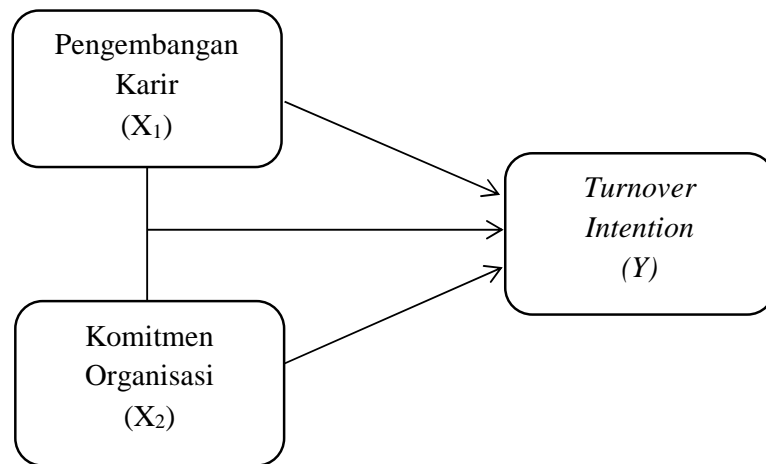 Pengembangan
Karir
(X₁)
Turnover
Intention
(Y)
Komitmen
Organisasi
(X₂)